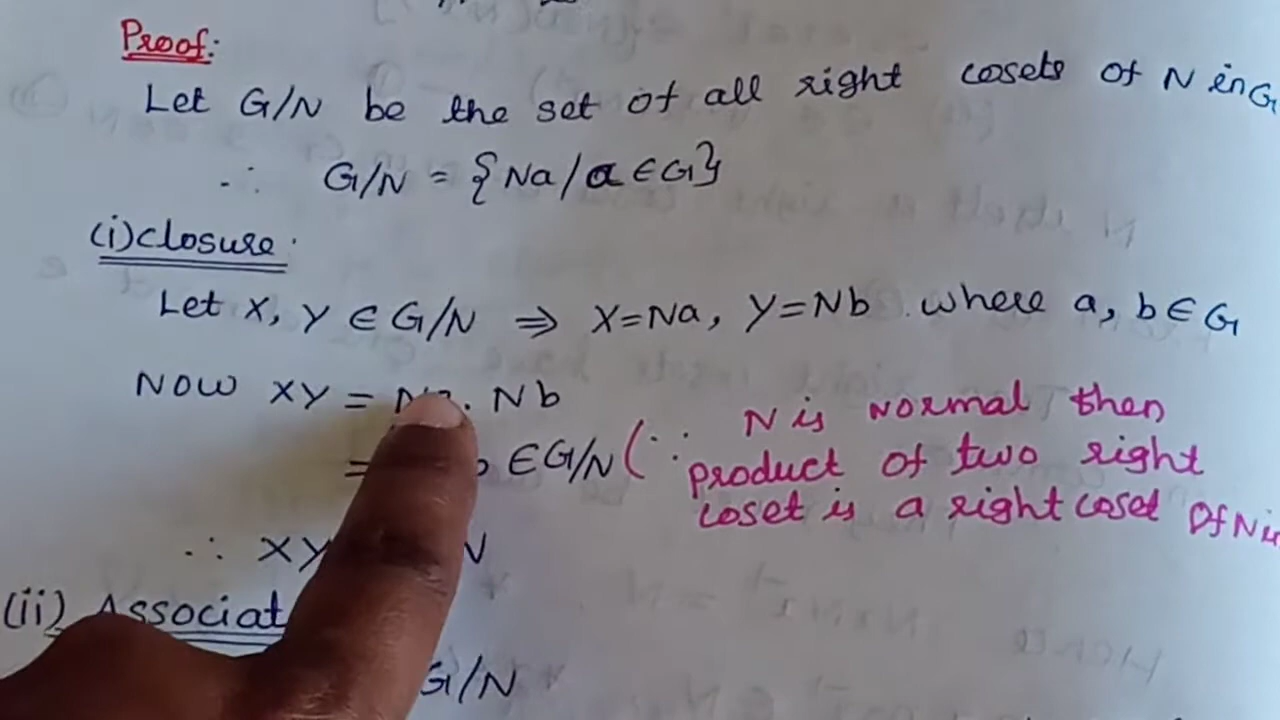 Proof:
Let G/N be the set of all right cosets of N in G
∴ G/N = {Na/a ∈ G}
(i) closure:
Let X, Y ∈ G/N ⇒ X=Na, Y=Nb where a, b ∈ G
Now XY = . Nb
= ∈ G/N (∵ N is normal, then
product of two right
coset is a right coset of N
∴ XY
(ii) Associat
G/N